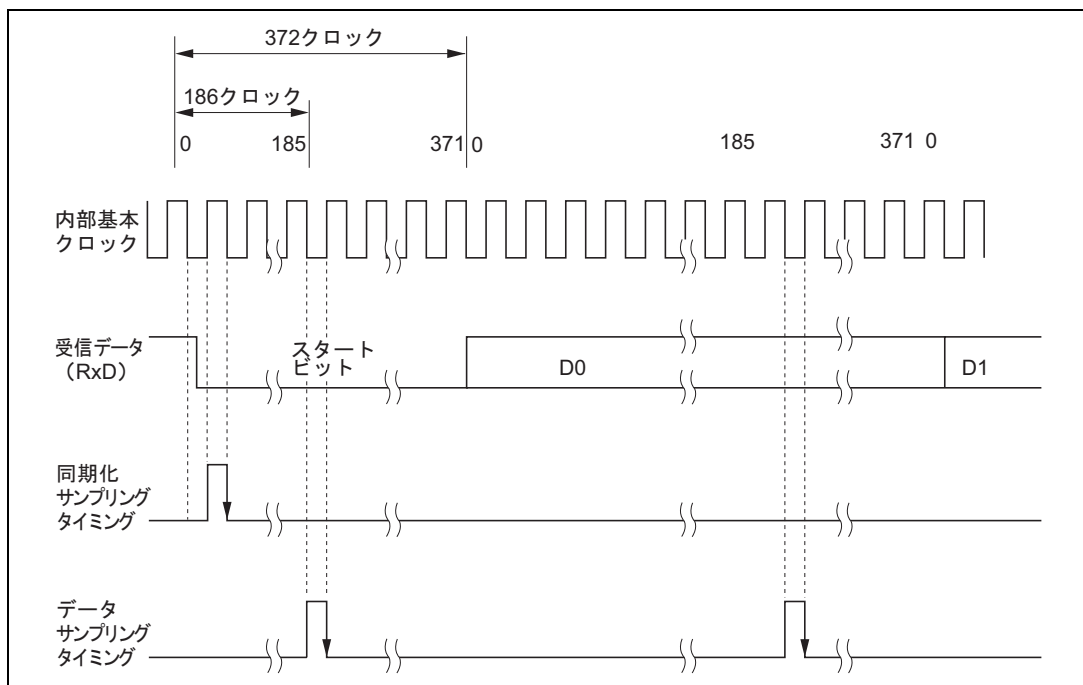 372クロック
186クロック
0 185 371 0 185 371 0
内部基本
クロック
受信データ
（RxD）
スタート
ビット
D0
D1
同期化
サンプリング
タイミング
データ
サンプリング
タイミング